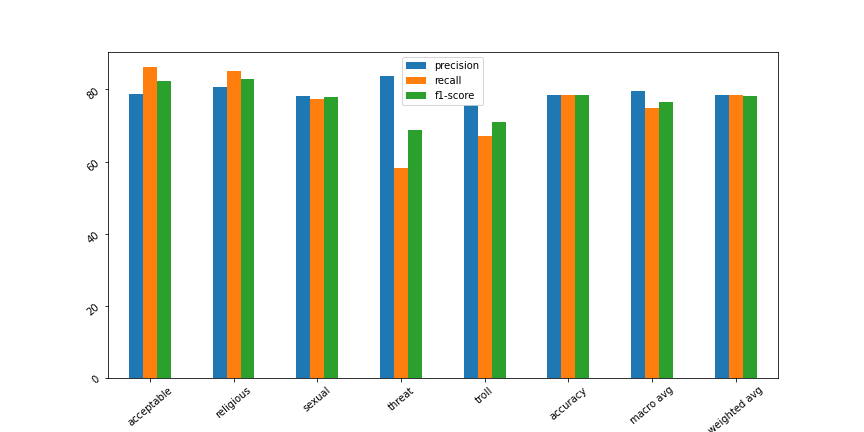 precision
recall
f1-score
80
60
40
20
0
acceptable
religious
sexual
threat
troll
accuracy
macro avg
weighted avg